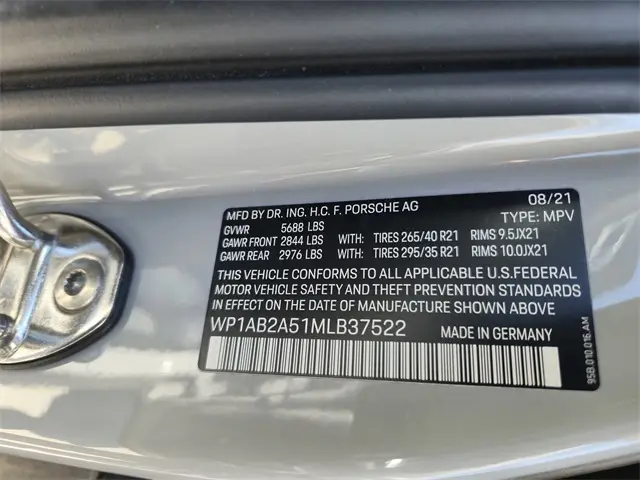 MFD BY DR. ING. H.C. F. PORSCHE AG 08/21
GVWR 5688 LBS TYPE: MPV
GAWR FRONT 2844 LBS WITH: TIRES 265/40 R21 RIMS 9.5JX21
GAWR REAR 2976 LBS WITH: TIRES 295/35 R21 RIMS 10.0JX21
THIS VEHICLE CONFORMS TO ALL APPLICABLE U.S.FEDERAL
MOTOR VEHICLE SAFETY AND THEFT PREVENTION STANDARDS
IN EFFECT ON THE DATE OF MANUFACTURE SHOWN ABOVE
WP1AB2A51MLB37522 MADE IN GERMANY
95B.010.016.AM